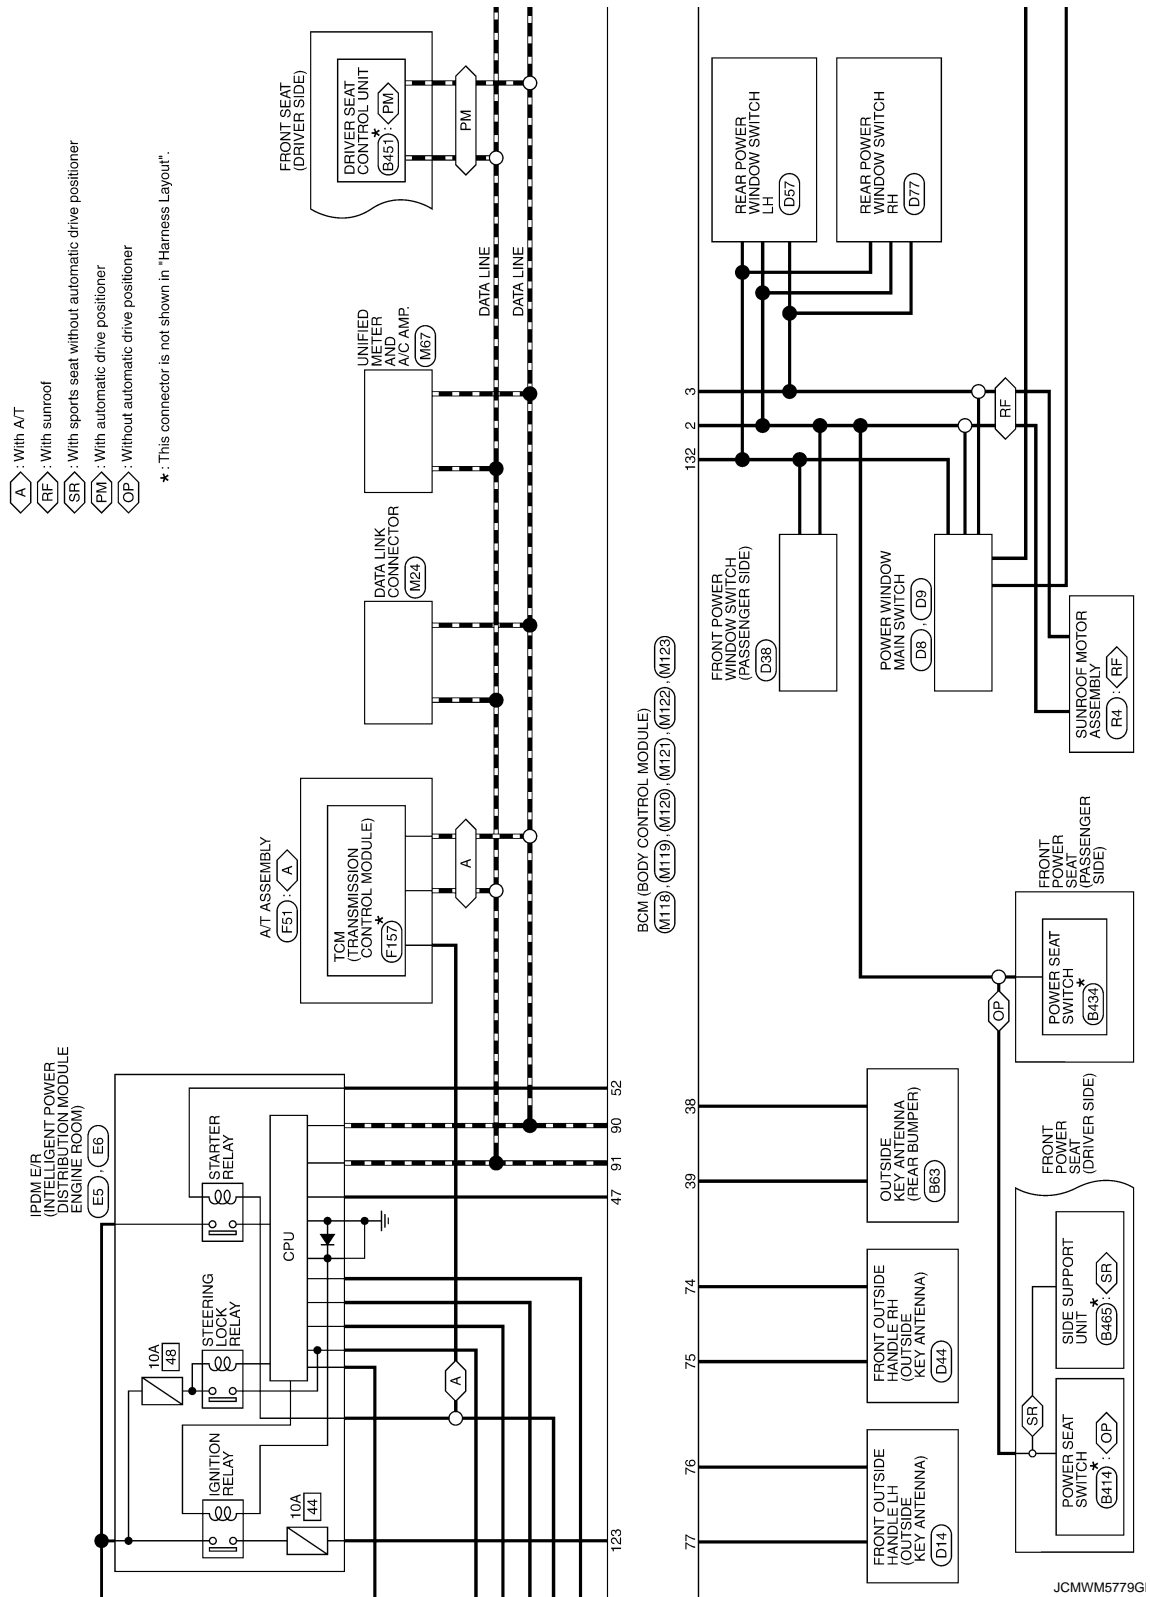 A : With A/T
RF : With sunroof
SR : With sports seat without automatic drive positioner
PM : With automatic drive positioner
OP : Without automatic drive positioner
* : This connector is not shown in "Harness Layout".
IPDM E/R
(INTELLIGENT POWER
DISTRIBUTION MODULE
ENGINE ROOM)
E5 , E6
IGNITION
RELAY
10A
44
10A
48
STEERING
LOCK
RELAY
STARTER
RELAY
CPU
A
A/T ASSEMBLY
F51 : A
TCM
(TRANSMISSION
CONTROL MODULE)
*
F157
A
DATA LINK
CONNECTOR
M24
UNIFIED
METER
AND
A/C AMP.
M67
DATA LINE
DATA LINE
FRONT SEAT
(DRIVER SIDE)
DRIVER SEAT
CONTROL UNIT
*
B451 : PM
PM
123
47
91
90
52
BCM (BODY CONTROL MODULE)
M118 , M119 , M120 , M121 , M122 , M123
77
76
75
74
39
38
132
2
3
FRONT OUTSIDE
HANDLE LH
(OUTSIDE
KEY ANTENNA)
D14
FRONT OUTSIDE
HANDLE RH
(OUTSIDE
KEY ANTENNA)
D44
OUTSIDE
KEY ANTENNA
(REAR BUMPER)
B63
FRONT POWER
WINDOW SWITCH
(PASSENGER SIDE)
D38
POWER WINDOW
MAIN SWITCH
D8 , D9
REAR POWER
WINDOW SWITCH
LH
D57
REAR POWER
WINDOW SWITCH
RH
D77
RF
SUNROOF MOTOR
ASSEMBLY
R4 : RF
OP
FRONT
POWER
SEAT
(PASSENGER
SIDE)
POWER SEAT
SWITCH
*
B434
FRONT
POWER
SEAT
(DRIVER SIDE)
SR
POWER SEAT
SWITCH
*
B414 : OP
SIDE SUPPORT
UNIT
*
B465 : SR